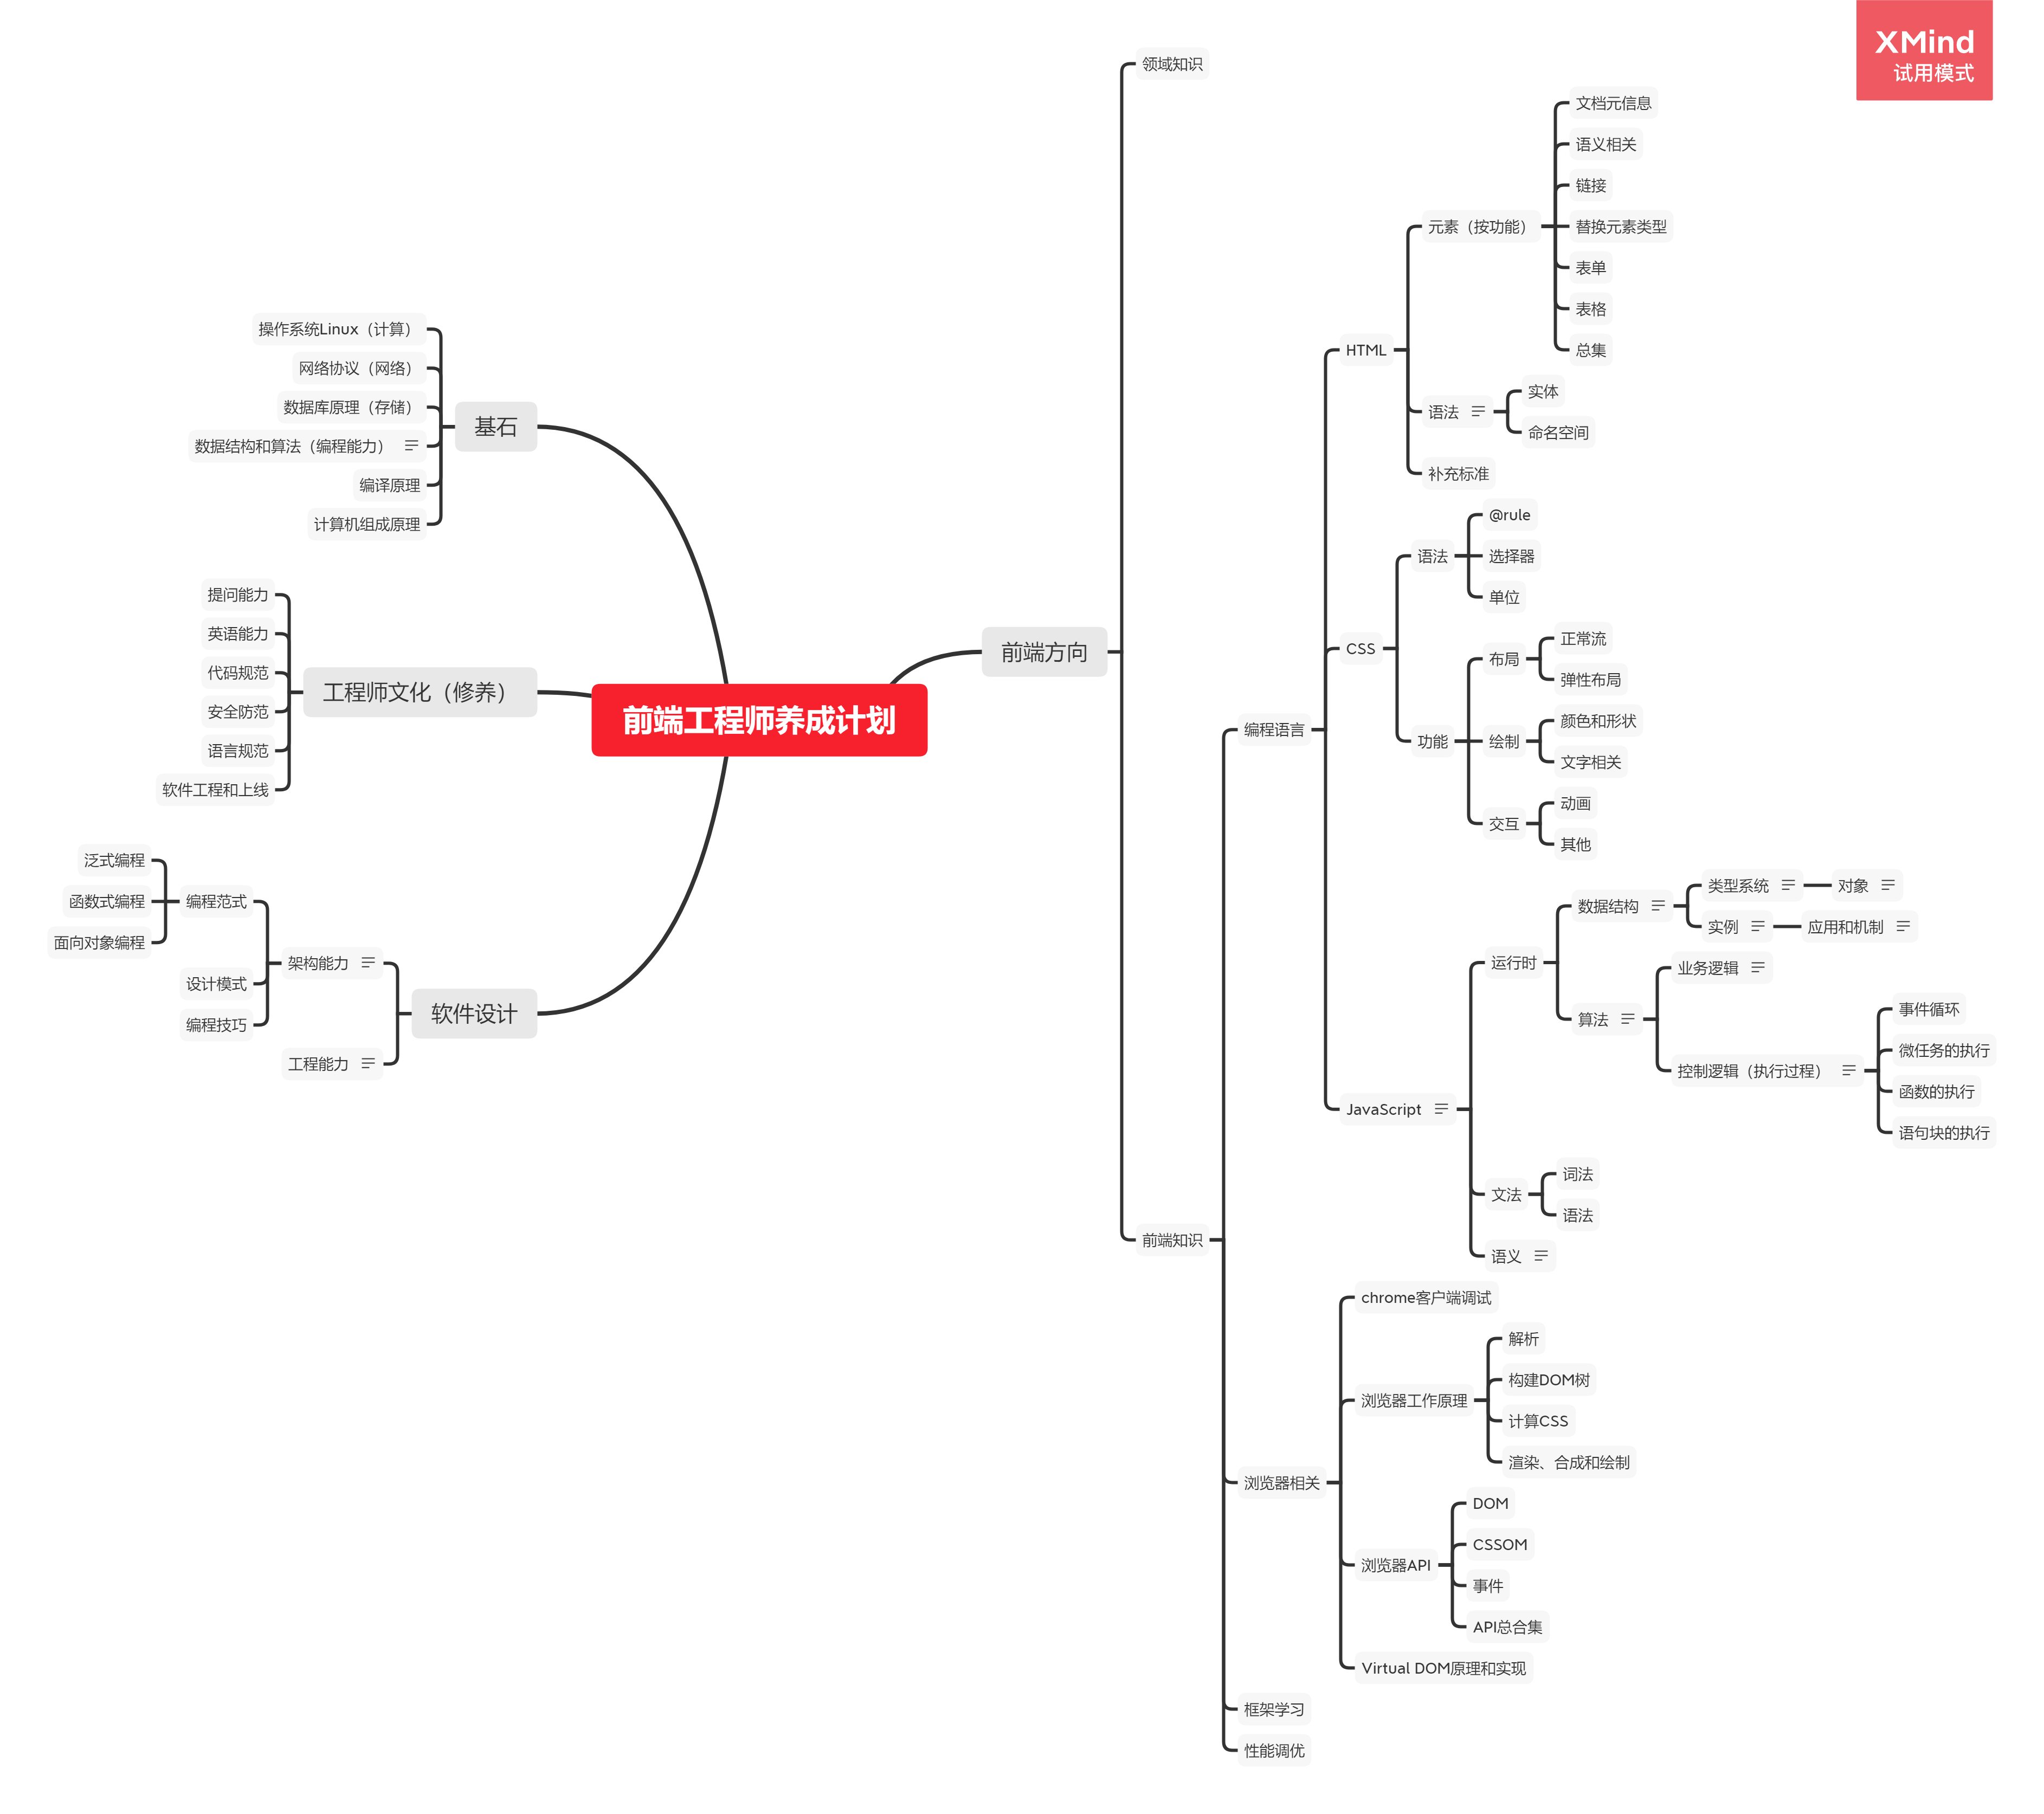 XMind
试用模式
前端工程师养成计划
前端方向
领域知识
前端知识
编程语言
HTML
元素（按功能）
文档元信息
语义相关
链接
替换元素类型
表单
表格
总集
语法
实体
命名空间
补充标准
CSS
语法
@rule
选择器
单位
功能
布局
正常流
弹性布局
绘制
颜色和形状
文字相关
交互
动画
其他
JavaScript
运行时
数据结构
类型系统
对象
实例
应用和机制
算法
业务逻辑
控制逻辑（执行过程）
事件循环
微任务的执行
函数的执行
语句块的执行
文法
词法
语法
语义
浏览器相关
chrome客户端调试
浏览器工作原理
解析
构建DOM树
计算CSS
渲染、合成和绘制
浏览器API
DOM
CSSOM
事件
API总合集
Virtual DOM原理和实现
框架学习
性能调优
基石
操作系统Linux（计算）
网络协议（网络）
数据库原理（存储）
数据结构和算法（编程能力）
编译原理
计算机组成原理
工程师文化（修养）
提问能力
英语能力
代码规范
安全防范
语言规范
软件工程和上线
软件设计
架构能力
编程范式
泛式编程
函数式编程
面向对象编程
设计模式
编程技巧
工程能力